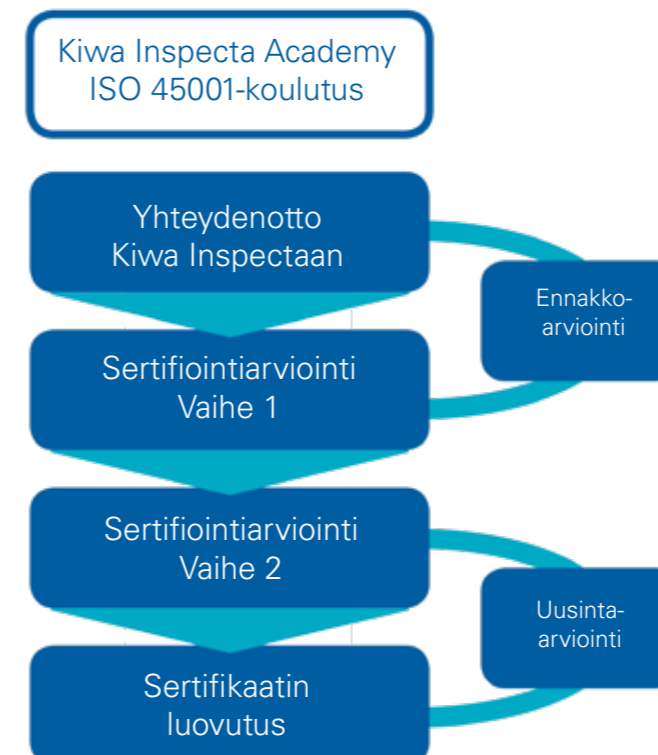 Kiwa Inspecta Academy
ISO 45001-koulutus
Yhteydenotto
Kiwa Inspectaan
Ennakko-
arviointi
Sertifiointiarviointi
Vaihe 1
Sertifiointiarviointi
Vaihe 2
Uusinta-
arviointi
Sertifikaatin
luovutus